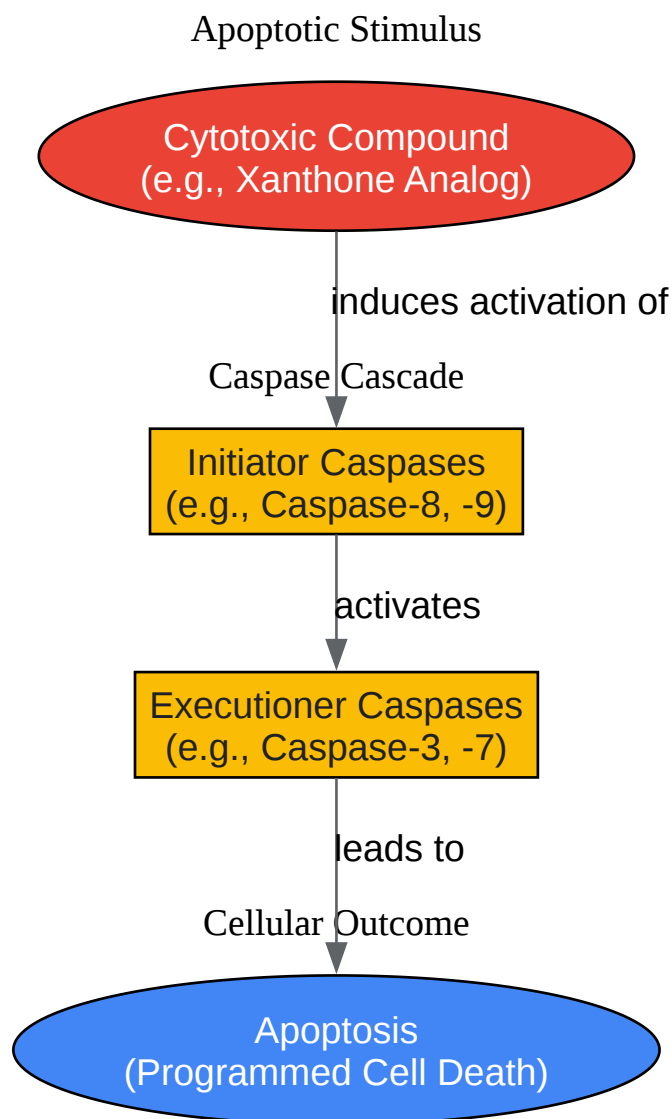 Apoptotic Stimulus
Cytotoxic Compound
(e.g., Xanthone Analog)
induces activation of
Caspase Cascade
Initiator Caspases
(e.g., Caspase-8, -9)
activates
Executioner Caspases
(e.g., Caspase-3, -7)
leads to
Cellular Outcome
Apoptosis
(Programmed Cell Death)